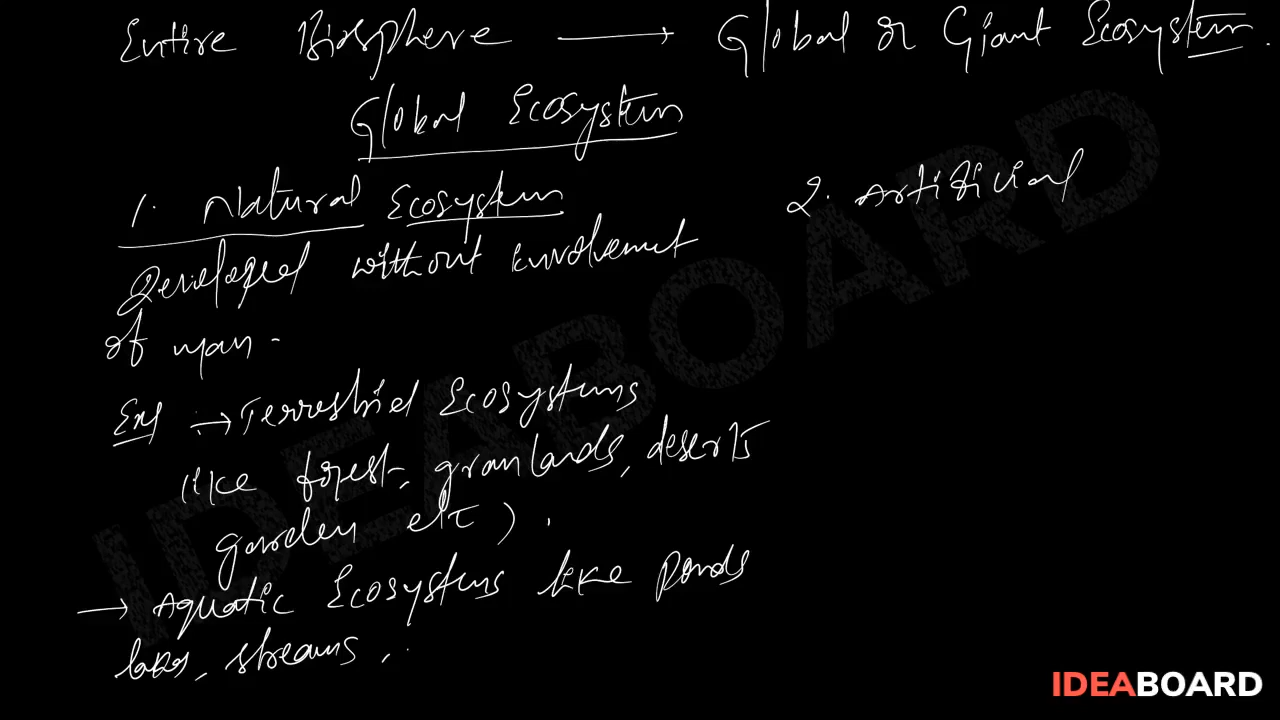 Entire Biosphere → Global or Giant Ecosystem.
Global Ecosystem
1. Natural Ecosystem
2. Artificial
Developed without involvement
of man.
Ex :→ Terrestrial Ecosystems
like forest, grasslands, deserts
garden etc).
→ Aquatic Ecosystems like ponds
lakes, streams,
IDEABOARD
IDEABOARD